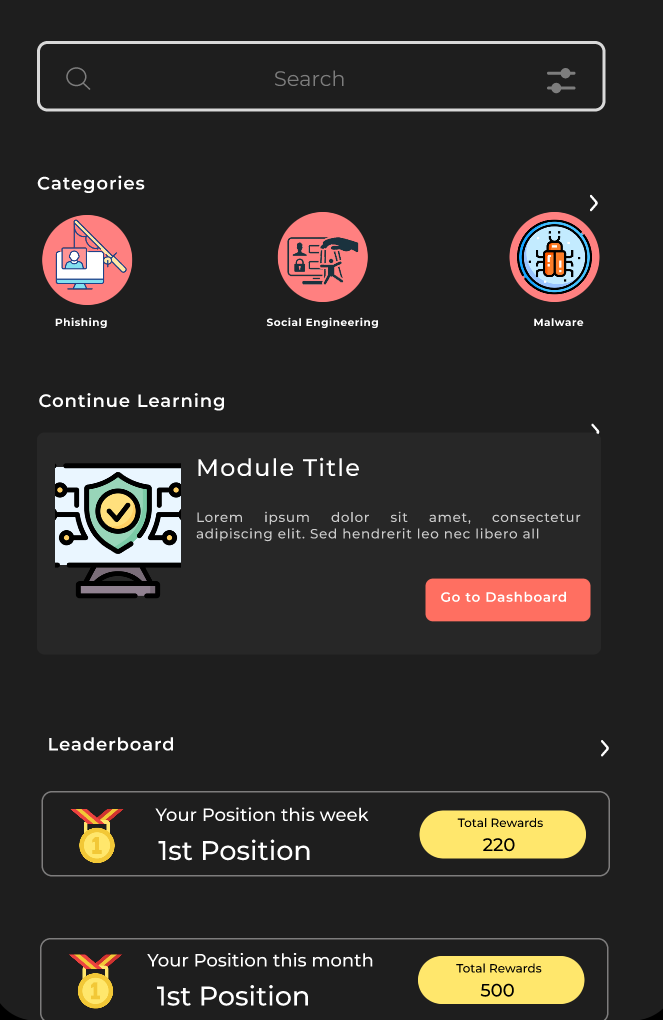 Search
Categories
Phishing
Social Engineering
Malware
Continue Learning
Module Title
Lorem ipsum dolor sit amet, consectetur
adipiscing elit. Sed hendrerit leo nec libero all
Go to Dashboard
Leaderboard
1
Your Position this week
1st Position
Total Rewards
220
1
Your Position this month
1st Position
Total Rewards
500